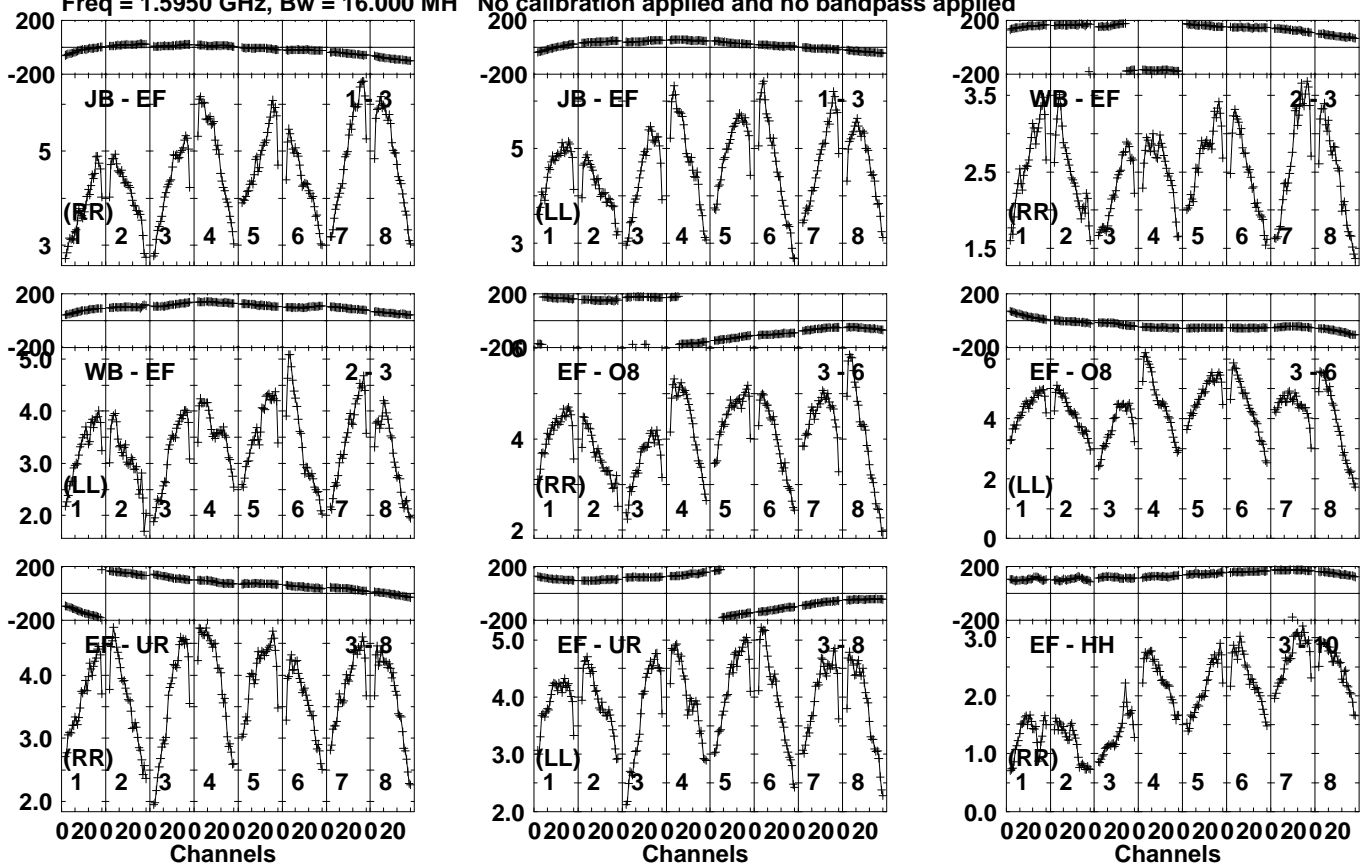 Freq = 1.5950 GHz, Bw = 16.000 MH No calibration applied and no bandpass applied
200
-200
JB - EF 1 - 3
5
3
(RR)
1 2 3 4 5 6 7 8
JB - EF 1 - 3
5
3
(LL)
1 2 3 4 5 6 7 8
200
-200
WB - EF 2 - 3
3.5
2.5
1.5
(RR)
1 2 3 4 5 6 7 8
200
-200
WB - EF 2 - 3
5.0
4.0
3.0
2.0
(LL)
1 2 3 4 5 6 7 8
200
-200
EF - O8 3 - 6
6
4
2
(RR)
1 2 3 4 5 6 7 8
200
-200
EF - O8 3 - 6
6
4
2
0
(LL)
1 2 3 4 5 6 7 8
200
-200
EF - UR 3 - 8
4.0
3.0
2.0
(RR)
1 2 3 4 5 6 7 8
0 20 0 20 0 20 0 20 0 20 0 20 0 20 0 20
Channels
200
-200
EF - UR 3 - 8
5.0
4.0
3.0
2.0
(LL)
1 2 3 4 5 6 7 8
0 20 0 20 0 20 0 20 0 20 0 20 0 20 0 20
Channels
200
-200
EF - HH 3 - 10
3.0
2.0
1.0
0.0
(RR)
1 2 3 4 5 6 7 8
0 20 0 20 0 20 0 20 0 20 0 20 0 20 0 20
Channels